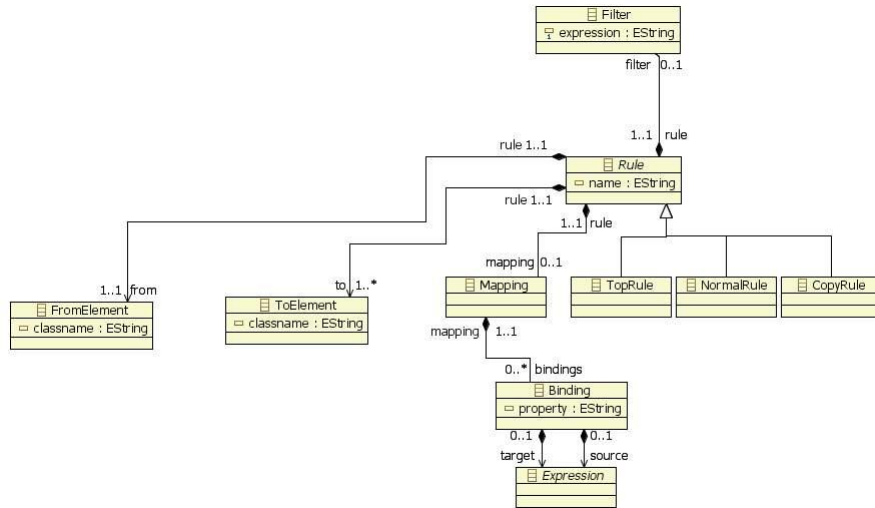 Filter
1 expression : EString
filter 0..1
1..1 rule
rule 1..1
Rule
name : EString
rule 1..1
1..1 rule
mapping 0..1
to 1..*
1..1 from
FromElement
classname : EString
ToElement
classname : EString
Mapping
TopRule
NormalRule
CopyRule
mapping 1..1
0..* bindings
Binding
property : EString
0..1 0..1
target source
Expression